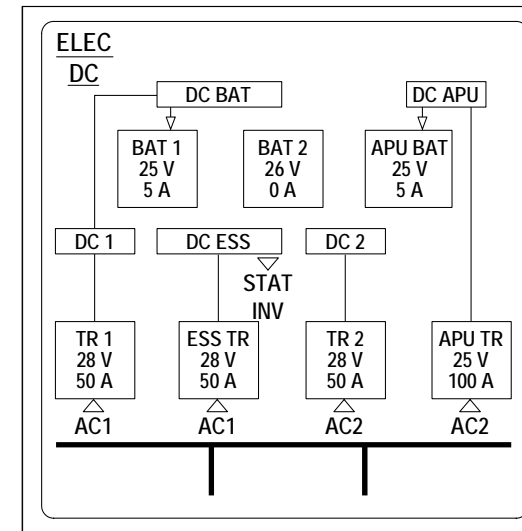 ELEC
DC
DC BAT
DC APU
BAT 1
25 V
5 A
BAT 2
26 V
0 A
APU BAT
25 V
5 A
DC 1
DC ESS
DC 2
STAT
INV
TR 1
28 V
50 A
ESS TR
28 V
50 A
TR 2
28 V
50 A
APU TR
25 V
100 A
AC1
AC1
AC2
AC2